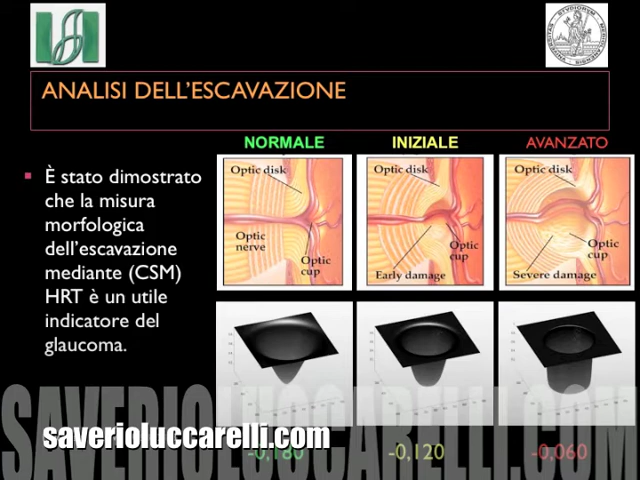 ANALISI DELL'ESCAVAZIONE
NORMALE
INIZIALE
AVANZATO
È stato dimostrato
che la misura
morfologica
dell'escavazione
mediante (CSM)
HRT è un utile
indicatore del
glaucoma.
Optic disk
Optic
nerve
Optic
cup
Optic disk
Optic
cup
Early damage
Optic disk
Optic
cup
Severe damage
SAVERIOLUCCARELLI.COM
saverioluccarelli.com
-0,180
-0,120
-0,060